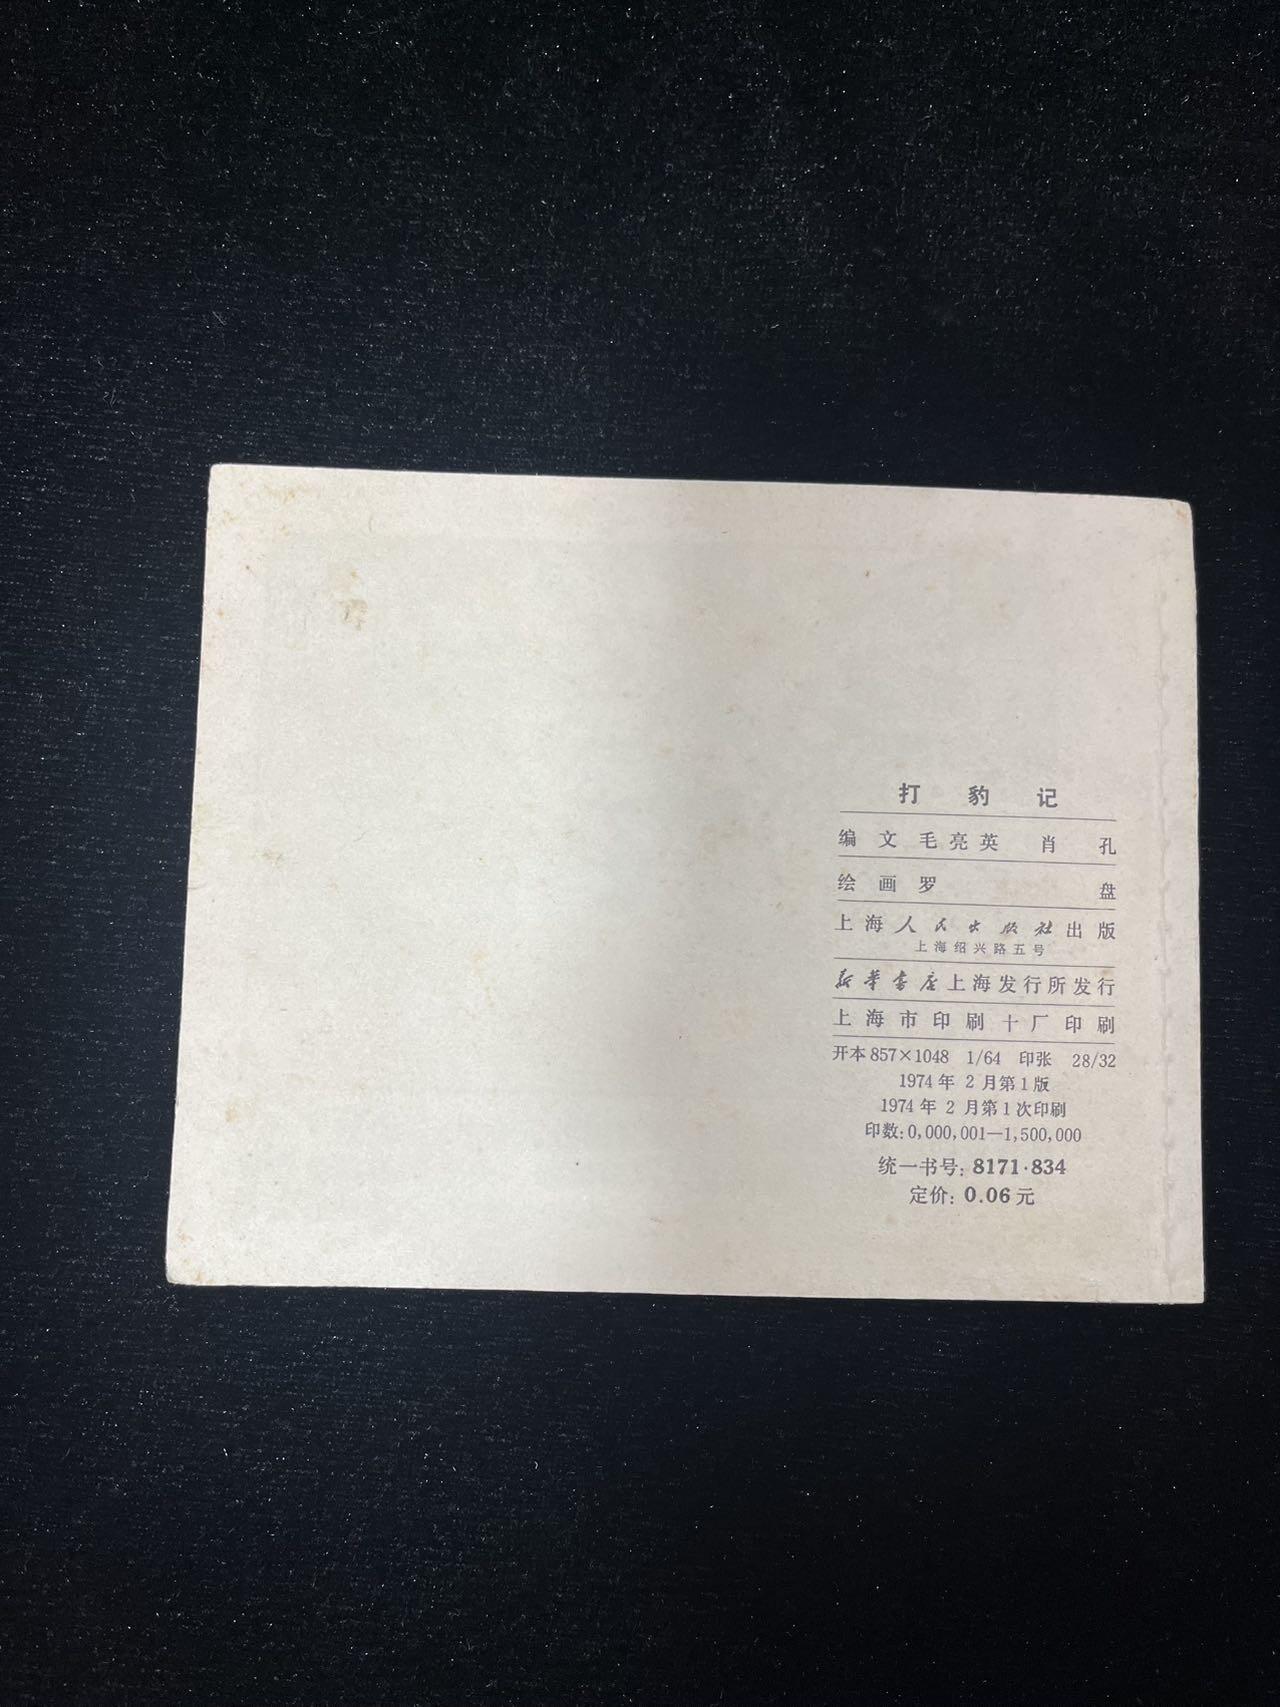 打豹记
编文 毛亮英 肖孔
绘画 罗盘
上海人民出版社出版
上海绍兴路五号
新华书店上海发行所发行
上海市印刷十厂印刷
开本 857×1048 1/64 印张 28/32
1974年2月第1版
1974年2月第1次印刷
印数:0,000,001—1,500,000
统一书号: 8171·834
定价: 0.06元